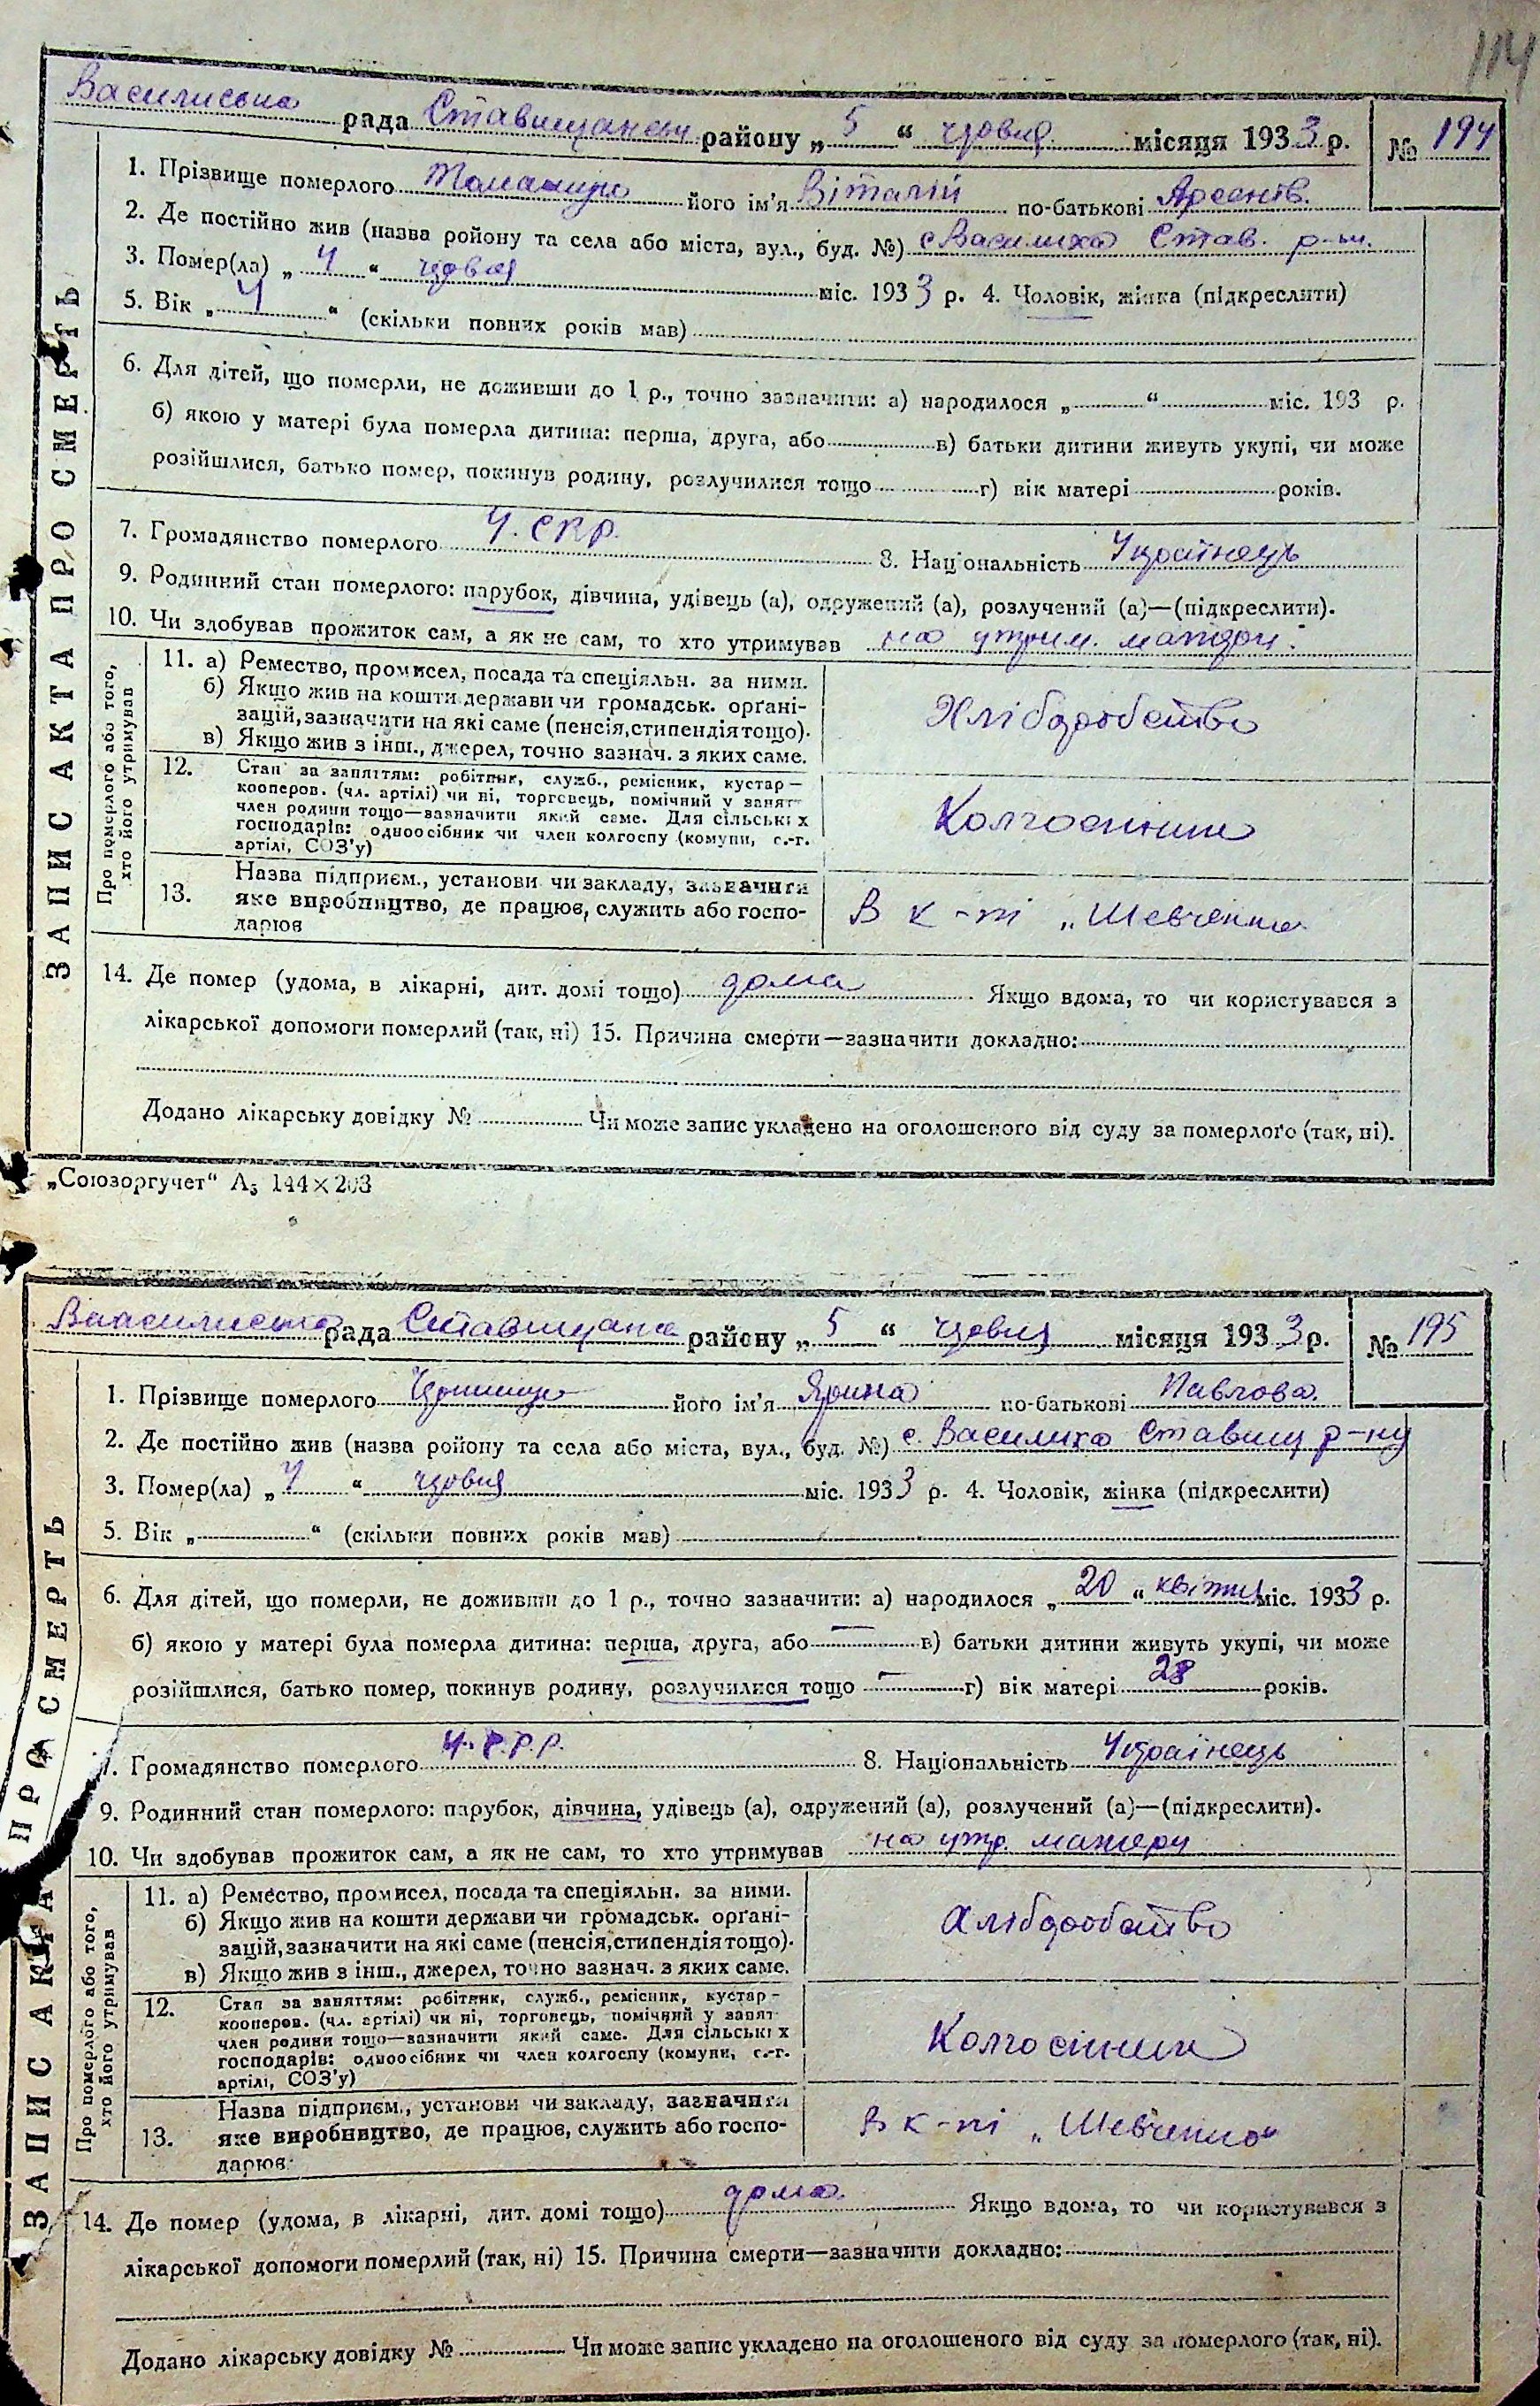 114
Василиська рада Ставищанськ району „ 5 “ червня місяця 1933 р. № 194
1. Прізвище померлого його ім'я Віталій по-батькові Арсентів.
2. Де постійно жив (назва ройону та села або міста, вул., буд. №) с Василиха Став. р-ну.
3. Помер(ла) „ 4 “ червня міс. 1933 р. 4. Чоловік, жінка (підкреслити)
5. Вік „ 4 “ (скільки повних років мав)
6. Для дітей, що померли, не доживши до 1 р., точно зазначити: а) народилося „ “ міс. 193 р.
б) якою у матері була померла дитина: перша, друга, або в) батьки дитини живуть укупі, чи може
розійшлися, батько помер, покинув родину, розлучилися тощо г) вік матері років.
7. Громадянство померлого У. СRР. 8. Національність Українець
9. Родинний стан померлого: парубок, дівчина, удівець (а), одружений (а), розлучений (а)—(підкреслити).
10. Чи здобував прожиток сам, а як не сам, то хто утримував на утрим. матери.
ЗАПИС АКТА ПРО СМЕРТЬ
Про померлого або того, хто його утримував
11. а) Ремество, промисел, посада та спеціяльн. за ними.
б) Якщо жив на кошти держави чи громадськ. орґані-
зацій, зазначити на які саме (пенсія, стипендія тощо).
в) Якщо жив з інш., джерел, точно зазнач. з яких саме.
Хліборобство
12. Стан за заняттям: робітник, служб., ремісник, кустар—
кооперов. (чл. артілі) чи ні, торговець, помічний у занят
член родини тощо—зазначити який саме. Для сільських
господарів: одноосібник чи член колгоспу (комуни, с.-г.
артілі, СОЗ'у)
Колгоспник
13. Назва підприєм., установи чи закладу, зазначити
яке виробництво, де працює, служить або госпо-
дарює
В к-пі „Шевченка
14. Де помер (удома, в лікарні, дит. домі тощо) дома Якщо вдома, то чи користувався з
лікарської допомоги померлий (так, ні) 15. Причина смерти—зазначити докладно:
Додано лікарську довідку № Чи може запис укладено на оголошеного від суду за померлого (так, ні).
„Союзоргучет“ А₅ 144×203
рада Ставищанс району „ 5 “ червня місяця 1933 р. № 195
1. Прізвище померлого його ім'я Ярина по-батькові Павлова.
2. Де постійно жив (назва ройону та села або міста, вул., буд. №) с. Василиха Ставищ р-ну
3. Помер(ла) „ 4 “ червня міс. 1933 р. 4. Чоловік, жінка (підкреслити)
5. Вік „ “ (скільки повних років мав)
6. Для дітей, що померли, не доживши до 1 р., точно зазначити: а) народилося „ 20 “ квітня міс. 1933 р.
б) якою у матері була померла дитина: перша, друга, або — в) батьки дитини живуть укупі, чи може
розійшлися, батько помер, покинув родину, розлучилися тощо — г) вік матері 28 років.
7. Громадянство померлого У.С.Р.Р. 8. Національність Українець
9. Родинний стан померлого: парубок, дівчина, удівець (а), одружений (а), розлучений (а)—(підкреслити).
10. Чи здобував прожиток сам, а як не сам, то хто утримував на утр. матери
ЗАПИС АКТА ПРО СМЕРТЬ
Про померлого або того, хто його утримував
11. а) Ремество, промисел, посада та спеціяльн. за ними.
б) Якщо жив на кошти держави чи громадськ. орґані-
зацій, зазначити на які саме (пенсія, стипендія тощо).
в) Якщо жив з інш., джерел, точно зазнач. з яких саме.
Хліборобство
12. Стан за заняттям: робітник, служб., ремісник, кустар-
кооперов. (чл. артілі) чи ні, торговець, помічний у занят
член родини тощо—зазначити який саме. Для сільських
господарів: одноосібник чи член колгоспу (комуни, с.-г.
артілі, СОЗ'у)
Колгоспник
13. Назва підприєм., установи чи закладу, зазначити
яке виробництво, де працює, служить або госпо-
дарює
В к-пі „Шевченко“
14. Де помер (удома, в лікарні, дит. домі тощо) дома. Якщо вдома, то чи користувався з
лікарської допомоги померлий (так, ні) 15. Причина смерти—зазначити докладно:
Додано лікарську довідку № Чи може запис укладено на оголошеного від суду за померлого (так, ні).